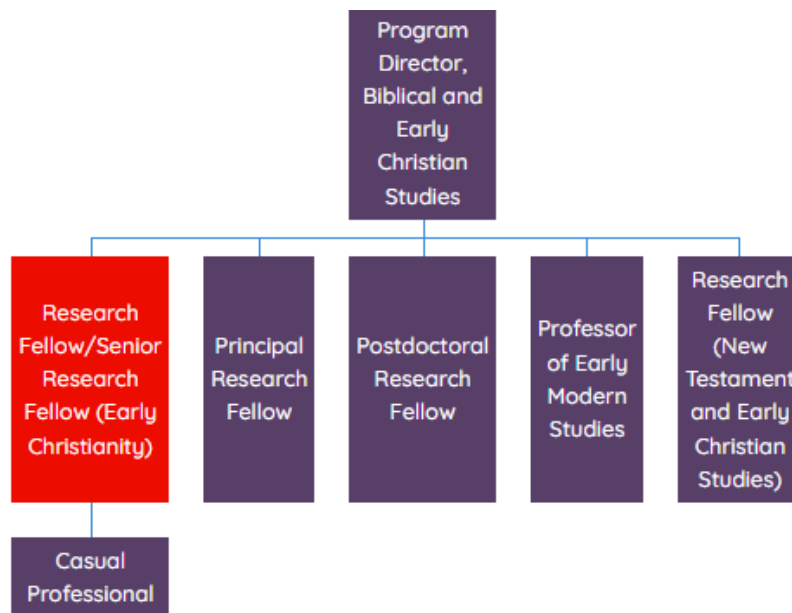 Program
Director,
Biblical and
Early
Christian
Studies
Research
Fellow/Senior
Research
Fellow (Early
Christianity)
Principal
Research
Fellow
Postdoctoral
Research
Fellow
Professor
of Early
Modern
Studies
Research
Fellow
(New
Testament
and Early
Christian
Studies)
Casual
Professional